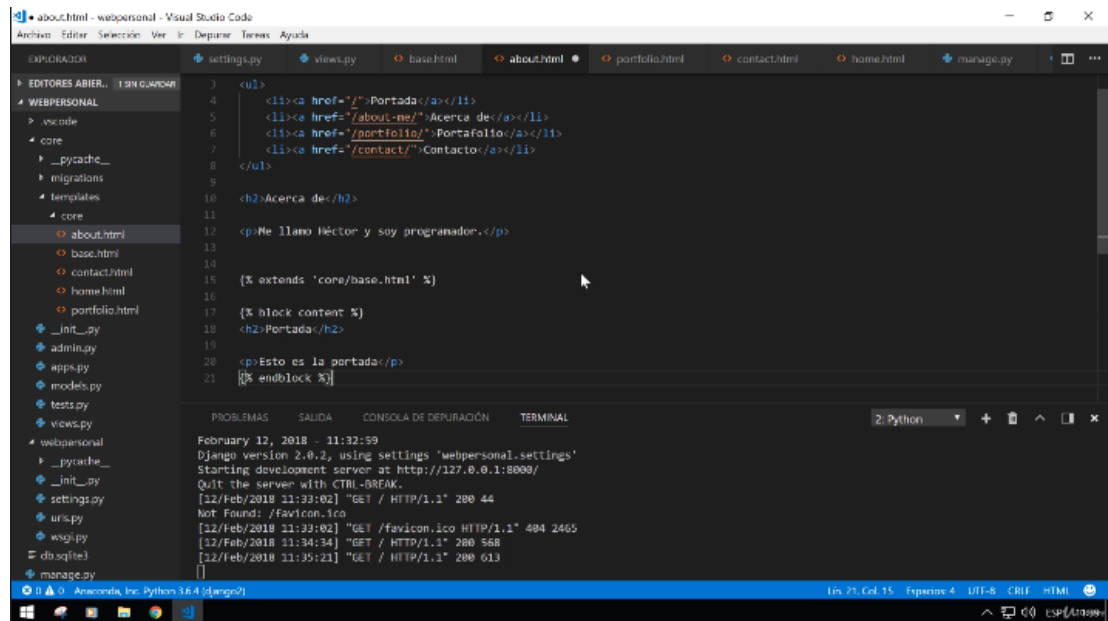 about.html - webpersonal - Visual Studio Code
Archivo Editar Selección Ver Ir Depurar Tareas Ayuda
EXPLORADOR
settings.py views.py base.html about.html portfolio.html contact.html home.html manage.py
EDITORES ABIER.. 1 SIN GUARDAR
WEBPERSONAL
.vscode
core
__pycache__
migrations
templates
core
about.html
base.html
contact.html
home.html
portfolio.html
__init__.py
admin.py
apps.py
models.py
tests.py
views.py
webpersonal
__pycache__
__init__.py
settings.py
urls.py
wsgi.py
db.sqlite3
manage.py
3 <ul>
4 <li><a href="/">Portada</a></li>
5 <li><a href="/about-me/">Acerca de</a></li>
6 <li><a href="/portfolio/">Portafolio</a></li>
7 <li><a href="/contact/">Contacto</a></li>
8 </ul>
9
10 <h2>Acerca de</h2>
11
12 <p>Me llamo Héctor y soy programador.</p>
13
14
15 {% extends 'core/base.html' %}
16
17 {% block content %}
18 <h2>Portada</h2>
19
20 <p>Esto es la portada</p>
21 {% endblock %}
PROBLEMAS SALIDA CONSOLA DE DEPURACIÓN TERMINAL
2: Python
February 12, 2018 - 11:32:59
Django version 2.0.2, using settings 'webpersonal.settings'
Starting development server at http://127.0.0.1:8000/
Quit the server with CTRL-BREAK.
[12/Feb/2018 11:33:02] "GET / HTTP/1.1" 200 44
Not Found: /favicon.ico
[12/Feb/2018 11:33:02] "GET /favicon.ico HTTP/1.1" 404 2465
[12/Feb/2018 11:34:34] "GET / HTTP/1.1" 200 568
[12/Feb/2018 11:35:21] "GET / HTTP/1.1" 200 613
0 0 Anaconda, Inc. Python 3.6.4 (django2)
Lín. 21, Col. 15 Espacios: 4 UTF-8 CRLF HTML
ESP